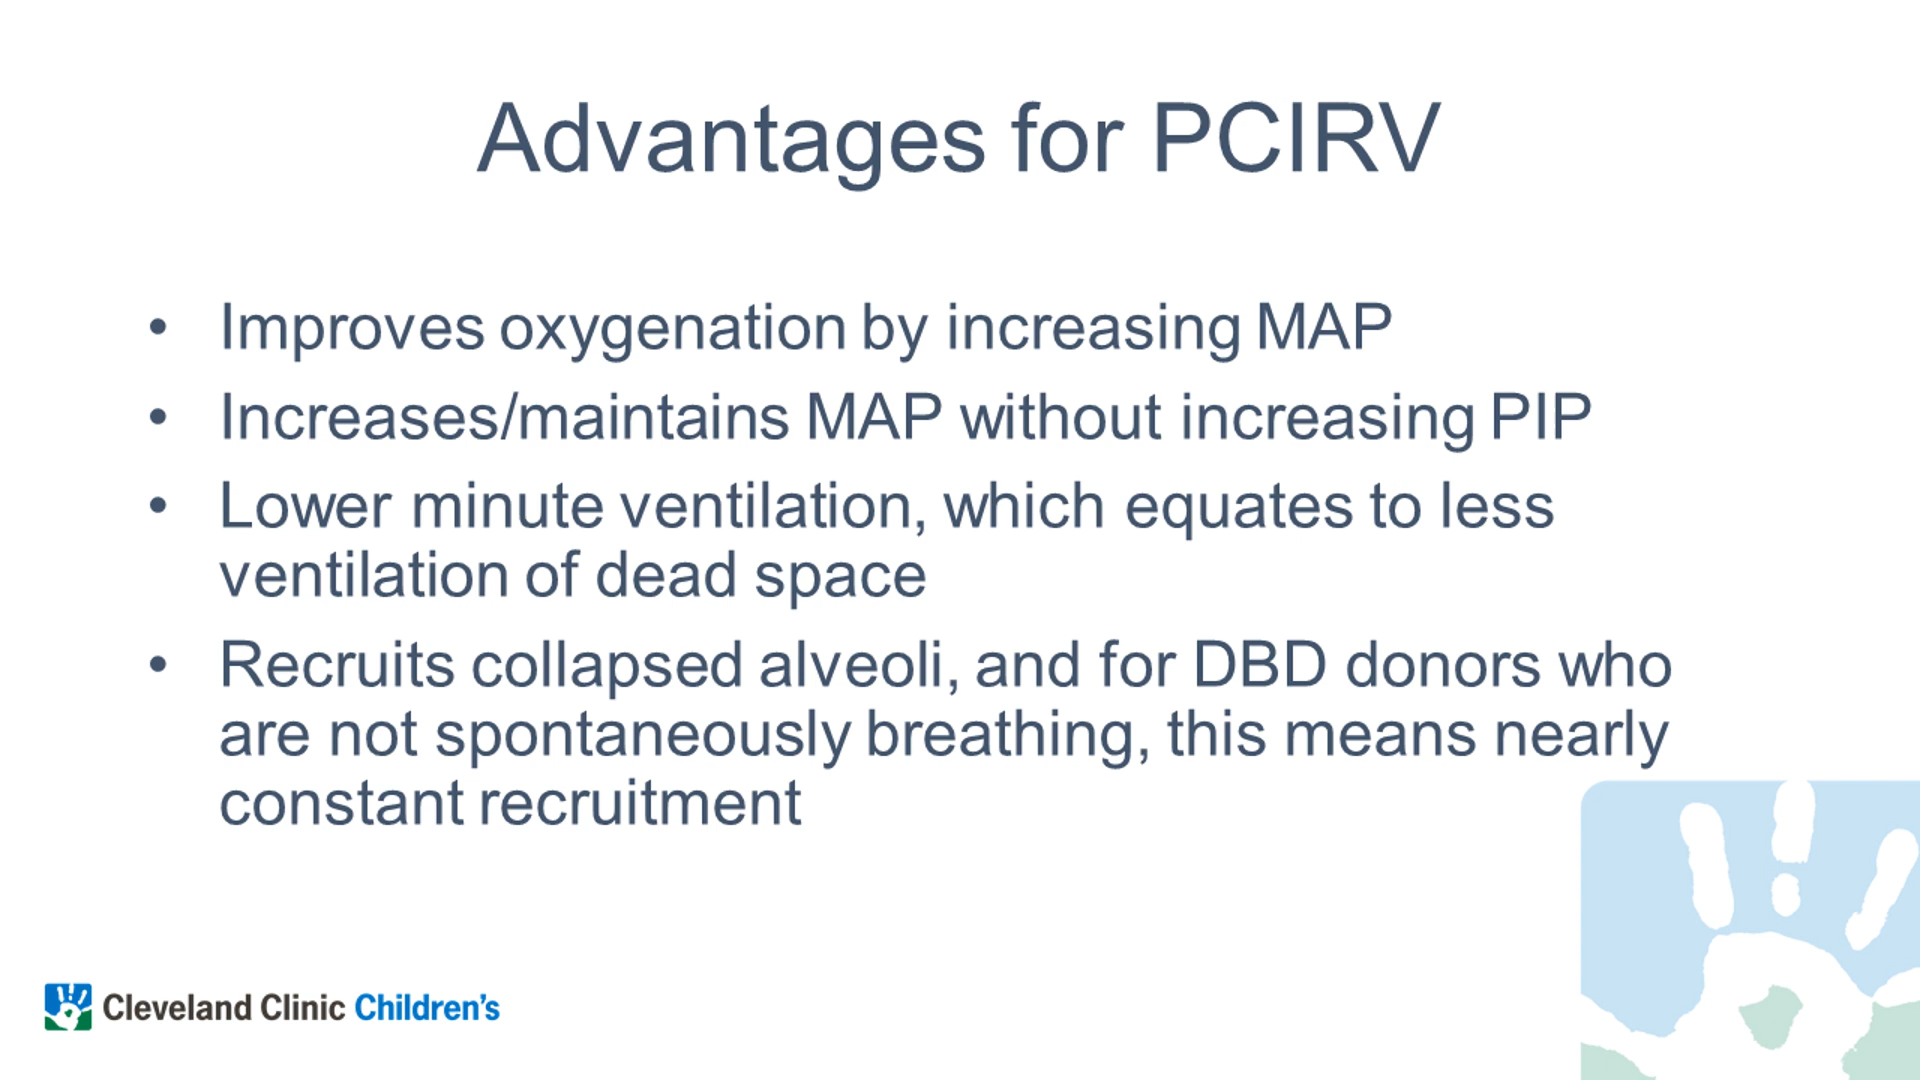 Advantages for PCIRV
• Improves oxygenation by increasing MAP
• Increases/maintains MAP without increasing PIP
• Lower minute ventilation, which equates to less
ventilation of dead space
• Recruits collapsed alveoli, and for DBD donors who
are not spontaneously breathing, this means nearly
constant recruitment
Cleveland Clinic Children's